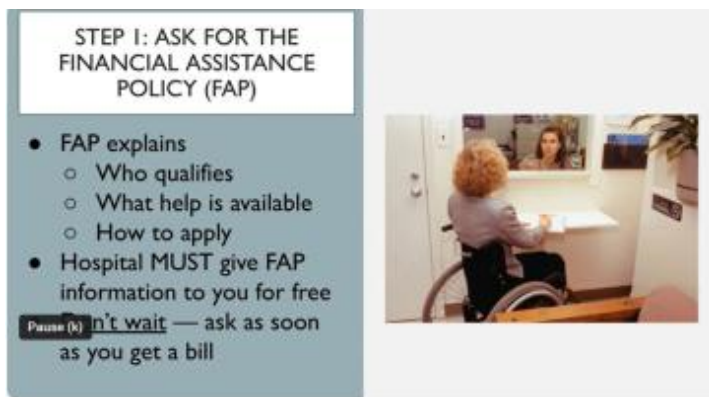 STEP 1: ASK FOR THE
FINANCIAL ASSISTANCE
POLICY (FAP)
● FAP explains
○ Who qualifies
○ What help is available
○ How to apply
● Hospital MUST give FAP
information to you for free
Pause (k) n't wait — ask as soon
as you get a bill